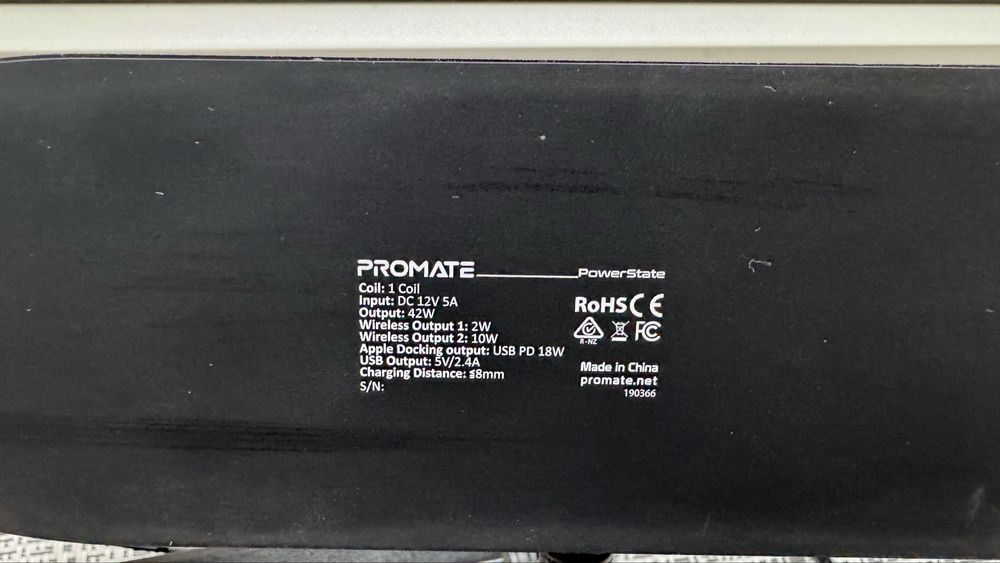 PROMATE PowerState
Coil: 1 Coil
Input: DC 12V 5A
Output: 42W
Wireless Output 1: 2W
Wireless Output 2: 10W
Apple Docking output: USB PD 18W
USB Output: 5V/2.4A
Charging Distance: ≦8mm
S/N:
RoHS CE
R-NZ
FC
Made in China
promate.net
190366